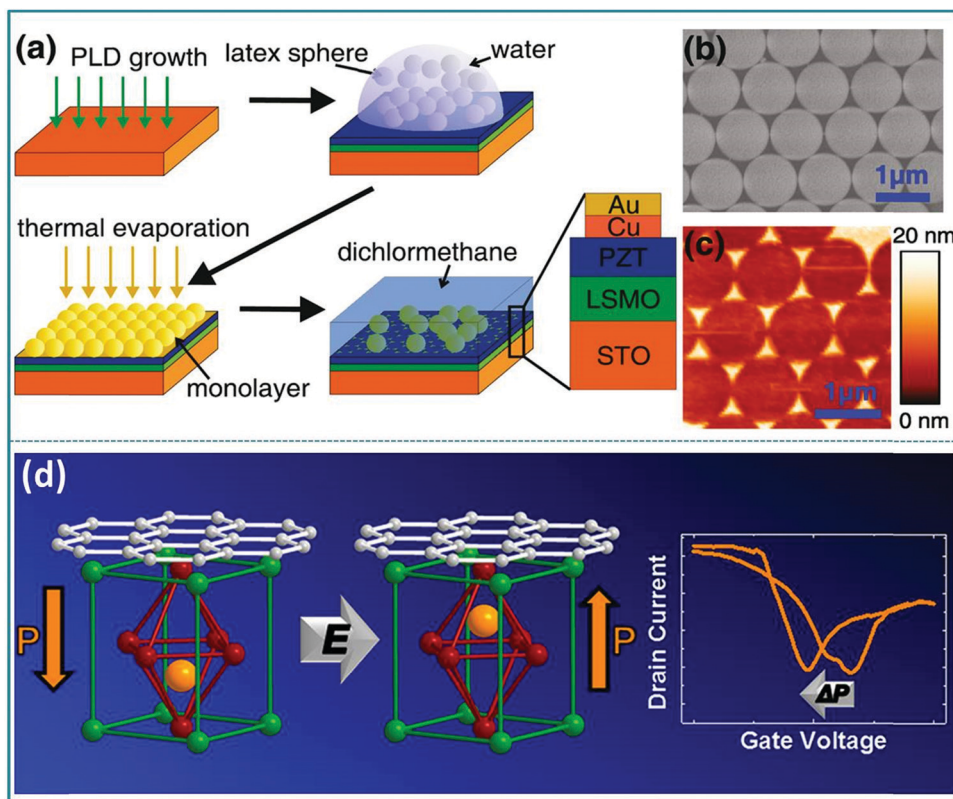 (a)
PLD growth
latex sphere
water
thermal evaporation
monolayer
dichlormethane
Au
Cu
PZT
LSMO
STO
(b)
1µm
(c)
1µm
20 nm
0 nm
(d)
P
E
P
Drain Current
ΔP
Gate Voltage